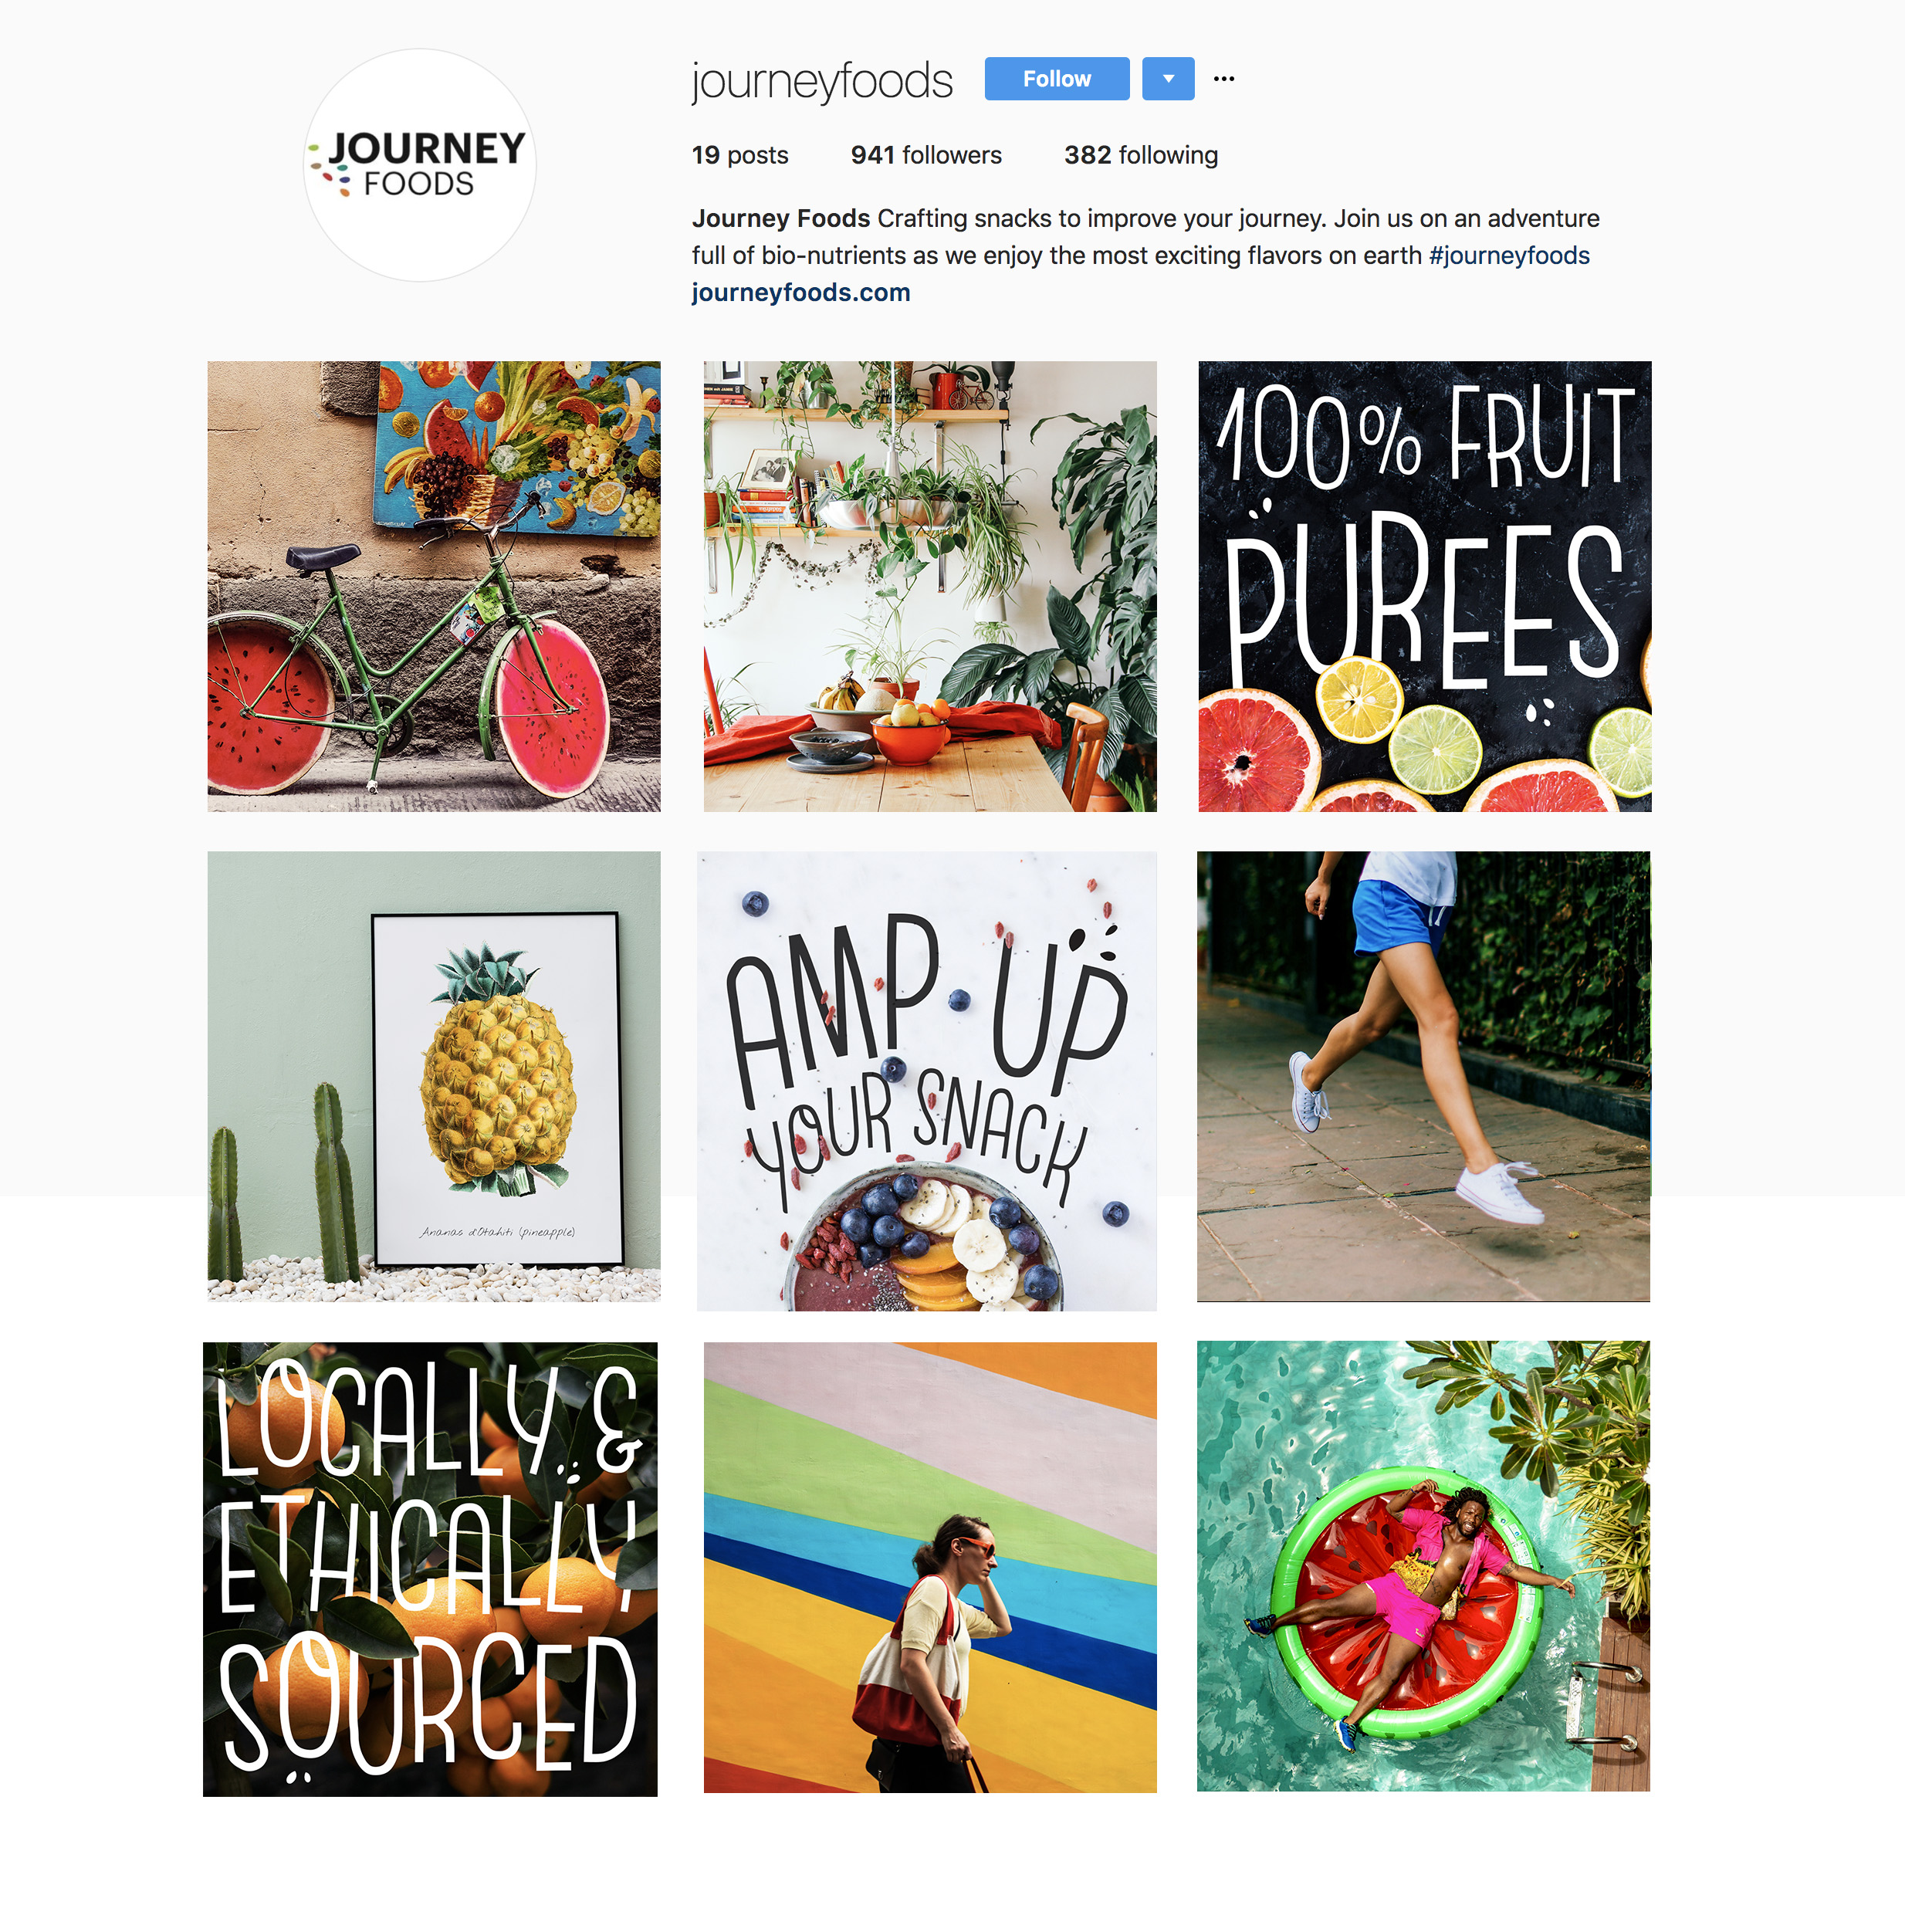 JOURNEY
FOODS
journeyfoods
Follow
19 posts 941 followers 382 following
Journey Foods Crafting snacks to improve your journey. Join us on an adventure
full of bio-nutrients as we enjoy the most exciting flavors on earth #journeyfoods
journeyfoods.com
100% FRUIT
PUREES
Ananas d'Otahiti (pineapple)
AMP UP
YOUR SNACK
LOCALLY &
ETHICALLY
SOURCED